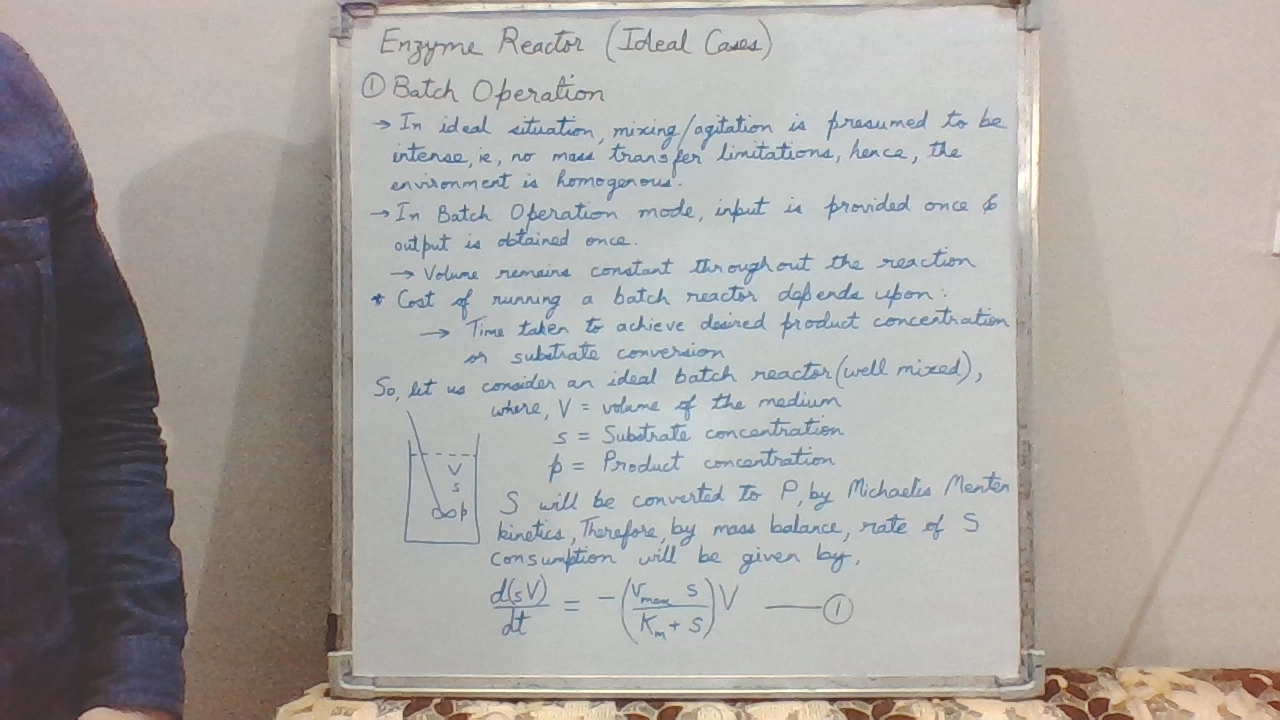 Enzyme Reactor (Ideal Cases)
① Batch Operation
→ In ideal situation, mixing/agitation is presumed to be
intense, ie, no mass transfer limitations, hence, the
environment is homogenous.
→ In Batch Operation mode, input is provided once &
output is obtained once.
→ Volume remains constant throughout the reaction
* Cost of running a batch reactor depends upon:
→ Time taken to achieve desired product concentration
or substrate conversion
So, let us consider an ideal batch reactor (well mixed),
where, V = volume of the medium
s = Substrate concentration
p = Product concentration
V
s
p
S will be converted to P, by Michaelis Menten
kinetics, Therefore, by mass balance, rate of S
consumption will be given by,
d(sV)/dt = -(Vmax s/(Km + s))V —— ①